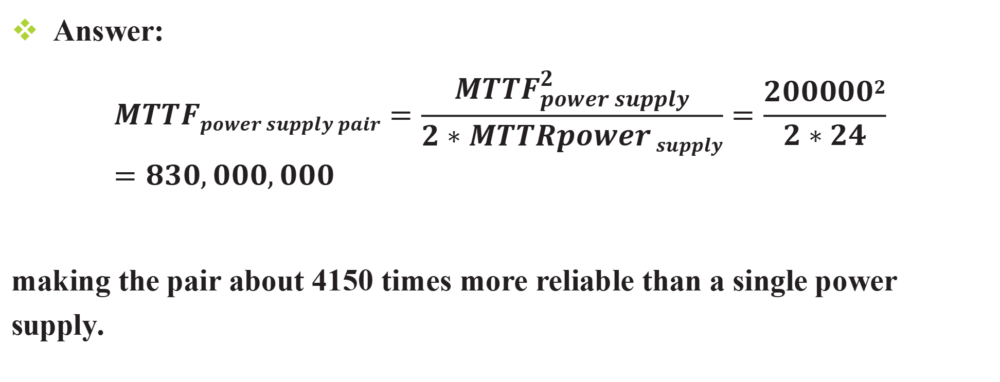 ❖ Answer:
$MTTF_{power\ supply\ pair} = \frac{MTTF^2_{power\ supply}}{2 * MTTRpower_{\ supply}} = \frac{200000^2}{2 * 24}$
$= 830,000,000$
making the pair about 4150 times more reliable than a single power
supply.